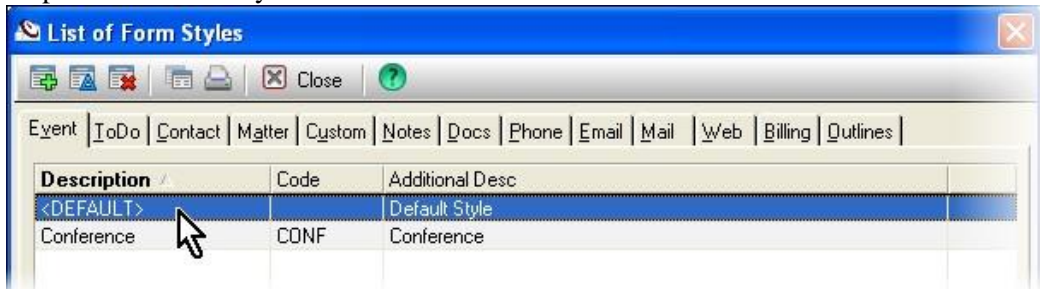 List of Form Styles
Close ?
Event ToDo Contact Matter Custom Notes Docs Phone Email Mail Web Billing Outlines
Description Code Additional Desc
<DEFAULT> Default Style
Conference CONF Conference